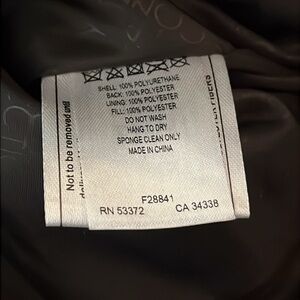 SHELL: 100% POLYURETHANE
BACK: 100% POLYESTER
LINING: 100% POLYESTER
FILL: 100% POLYESTER
DO NOT WASH
HANG TO DRY
SPONGE CLEAN ONLY
MADE IN CHINA
Not to be removed until
F28841
RN 53372 CA 34338